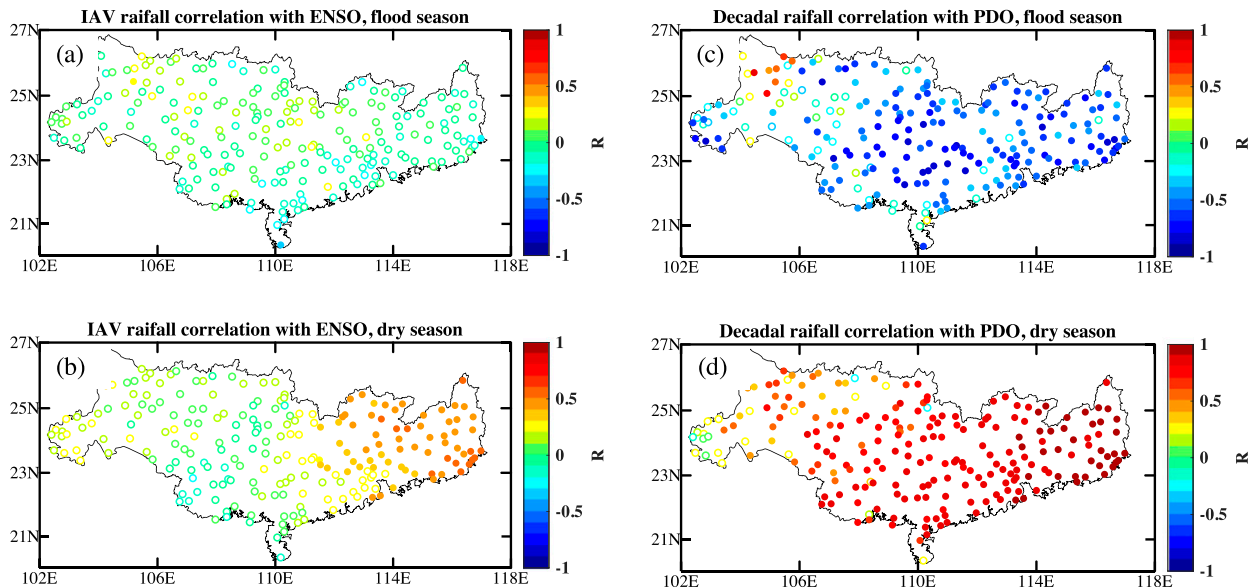 IAV raifall correlation with ENSO, flood season
27N
(a)
25N
23N
21N
102E 106E 110E 114E 118E
1
0.5
0
-0.5
-1
R
Decadal rainfall correlation with PDO, flood season
27N
(c)
25N
23N
21N
102E 106E 110E 114E 118E
1
0.5
0
-0.5
-1
R
IAV raifall correlation with ENSO, dry season
27N
(b)
25N
23N
21N
102E 106E 110E 114E 118E
1
0.5
0
-0.5
-1
R
Decadal rainfall correlation with PDO, dry season
27N
(d)
25N
23N
21N
102E 106E 110E 114E 118E
1
0.5
0
-0.5
-1
R